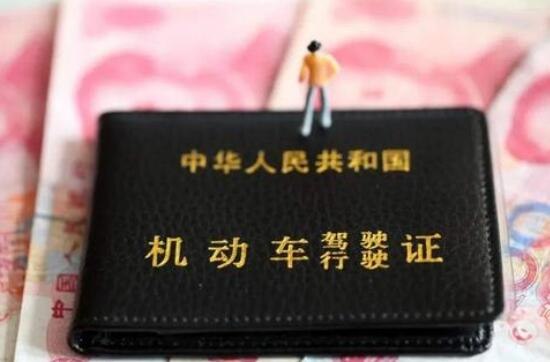 中华人民共和国
机动车驾驶证
行驶